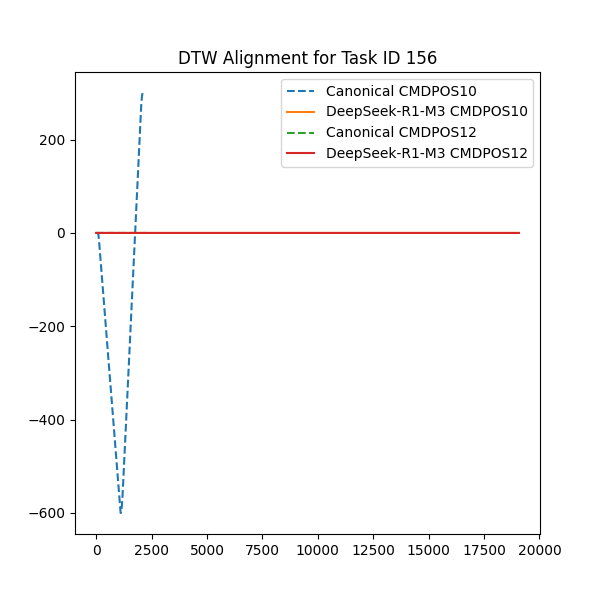 DTW Alignment for Task ID 156
Canonical CMDPOS10
DeepSeek-R1-M3 CMDPOS10
Canonical CMDPOS12
DeepSeek-R1-M3 CMDPOS12
200
0
−200
−400
−600
0 2500 5000 7500 10000 12500 15000 17500 20000